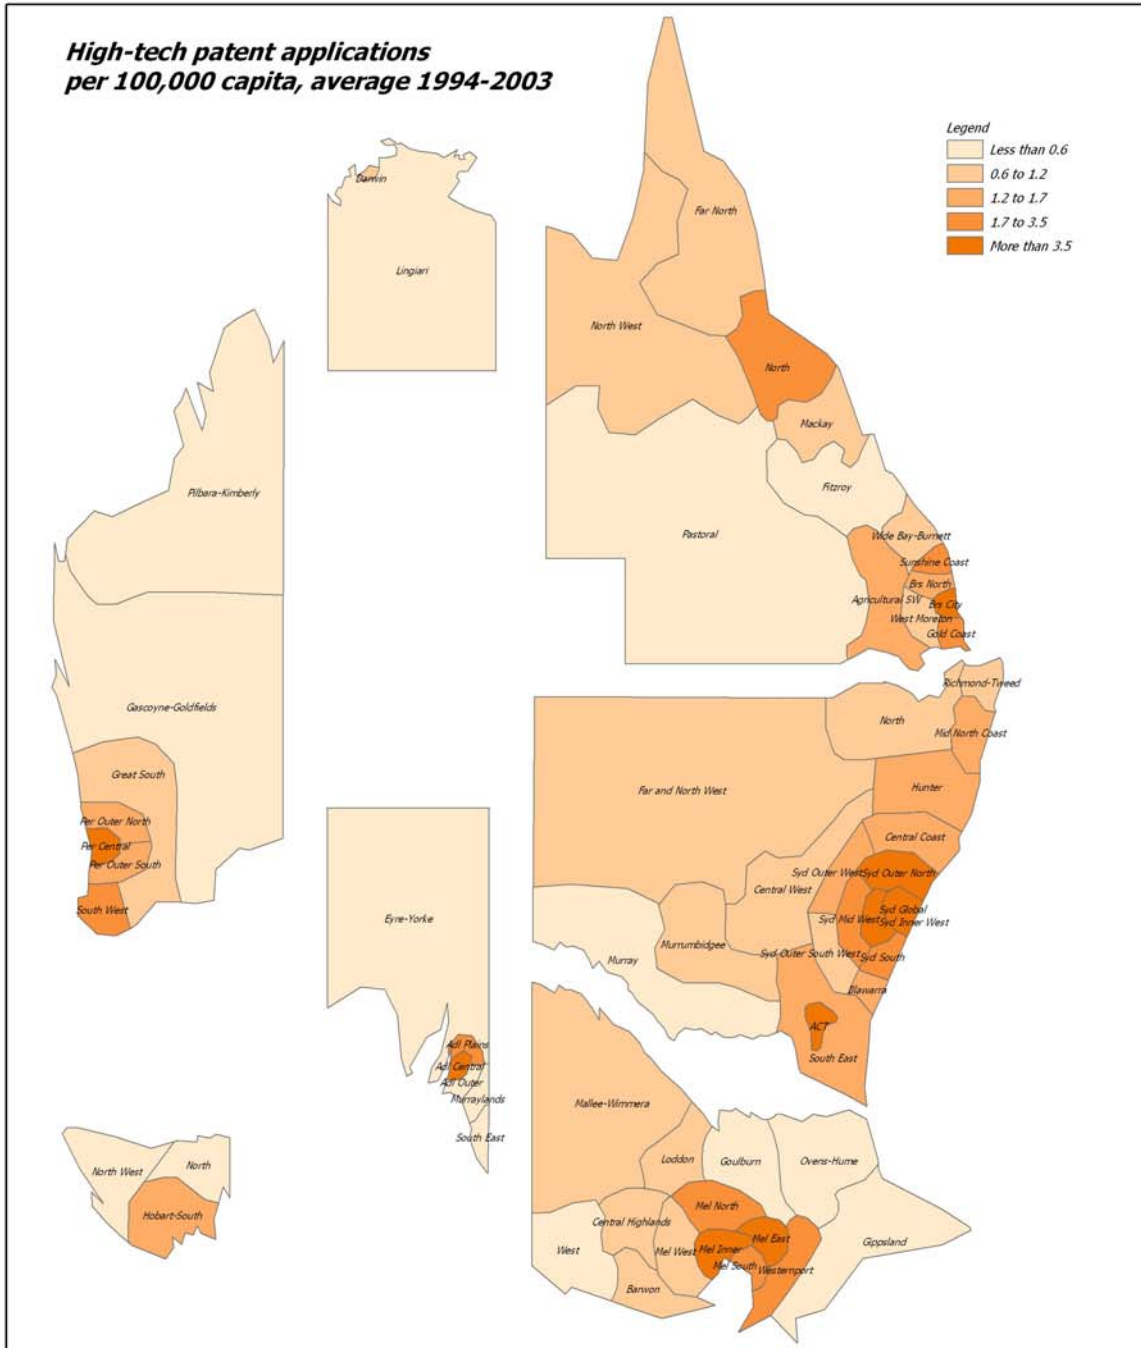 High-tech patent applications
per 100,000 capita, average 1994-2003
Legend
Less than 0.6
0.6 to 1.2
1.2 to 1.7
1.7 to 3.5
More than 3.5
Darwin
Lingiari
Far North
North West
North
Mackay
Fitzroy
Pastoral
Wide Bay-Burnett
Sunshine Coast
Brs North
Agricultural SW
Brs City
West Moreton
Gold Coast
Pilbara-Kimberly
Gascoyne-Goldfields
Great South
Per Outer North
Per Central
Per Outer South
South West
Richmond-Tweed
North
Mid North Coast
Far and North West
Hunter
Central Coast
Syd Outer West
Syd Outer North
Central West
Syd Global
Syd Mid West
Syd Inner West
Murrumbidgee
Murray
Syd Outer South West
Syd South
Illawarra
ACT
South East
Eyre-Yorke
Adl Plains
Adl Central
Adl Outer
Murraylands
South East
North West
North
Hobart-South
Mallee-Wimmera
Loddon
Goulburn
Ovens-Hume
Mel North
Central Highlands
West
Mel West
Mel Inner
Mel East
Gippsland
Mel South
Westernport
Barwon